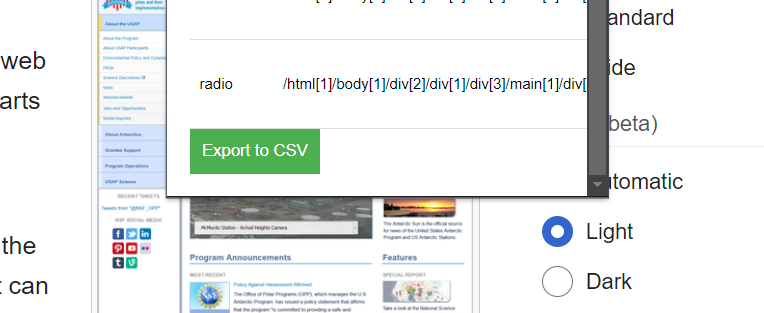 web
arts
the
t can
plans and their
implementation
About the USAP
About the Program
About USAP Participants
Environmental Policy and Complian
FAQs
Science Discoveries
News
Announcements
Jobs and Opportunities
Media Inquiries
About Antarctica
Grantee Support
Program Operations
USAP Science
RECENT TWEETS
Tweets from "@NSF_OPP"
NSF SOCIAL MEDIA
radio
/html[1]/body[1]/div[2]/div[1]/div[3]/main[1]/div[
Export to CSV
McMurdo Station - Arrival Heights Camera
The Antarctic Sun is the official source
for news of the United States Antarctic
Program and US Antarctic Stations.
Program Announcements
Features
MOST RECENT
SPECIAL REPORT
Policy Against Harassment Affirmed
The Office of Polar Programs (OPP), which manages the U.S.
Antarctic Program, has issued a policy statement affirming
that the program "is committed to providing a safe and
Take a look at the National Science
andard
ide
beta)
utomatic
Light
Dark